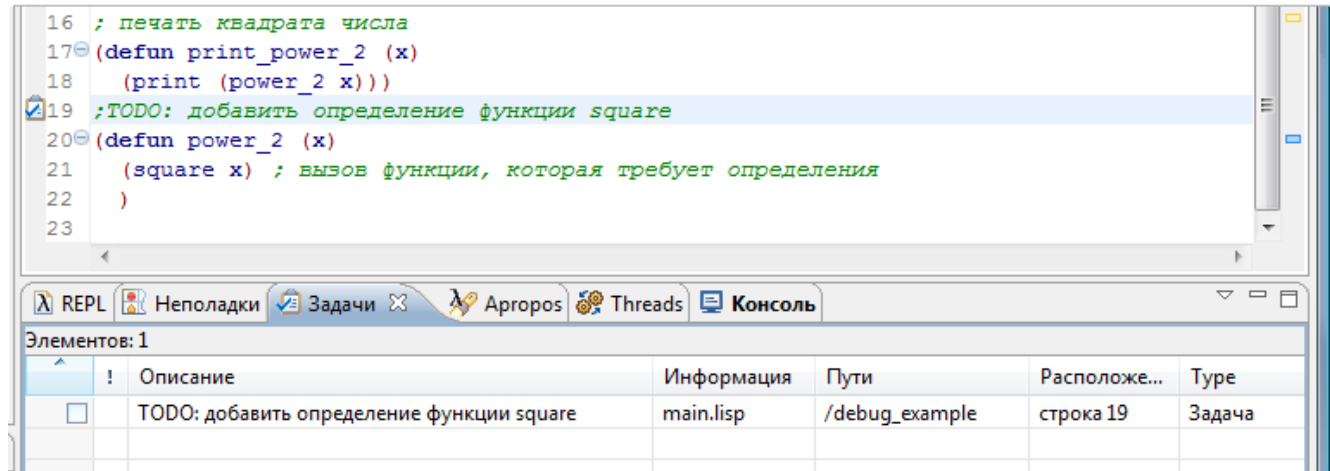 16 ; печать квадрата числа
17 (defun print_power_2 (x)
18 (print (power_2 x)))
19 ;TODO: добавить определение функции square
20 (defun power_2 (x)
21 (square x) ; вызов функции, которая требует определения
22 )
23
REPL Неполадки Задачи Apropos Threads Консоль
Элементов: 1
! Описание Информация Пути Расположе... Type
TODO: добавить определение функции square main.lisp /debug_example строка 19 Задача